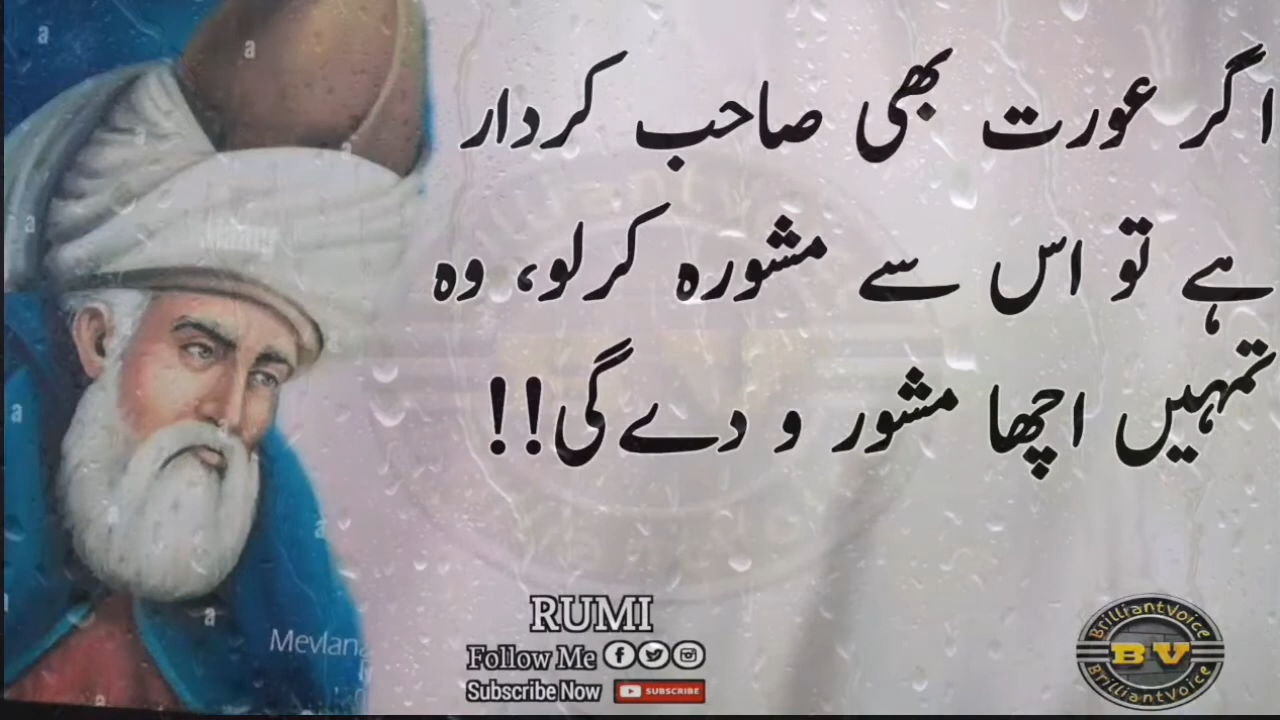 اگر عورت بھی صاحب کردار
ہے تو اس سے مشورہ کرلو، وہ
تمہیں اچھا مشور و دے گی!!
Mevlana
RUMI
Follow Me
Subscribe Now SUBSCRIBE
BrilliantVoice
BV
BrilliantVoice